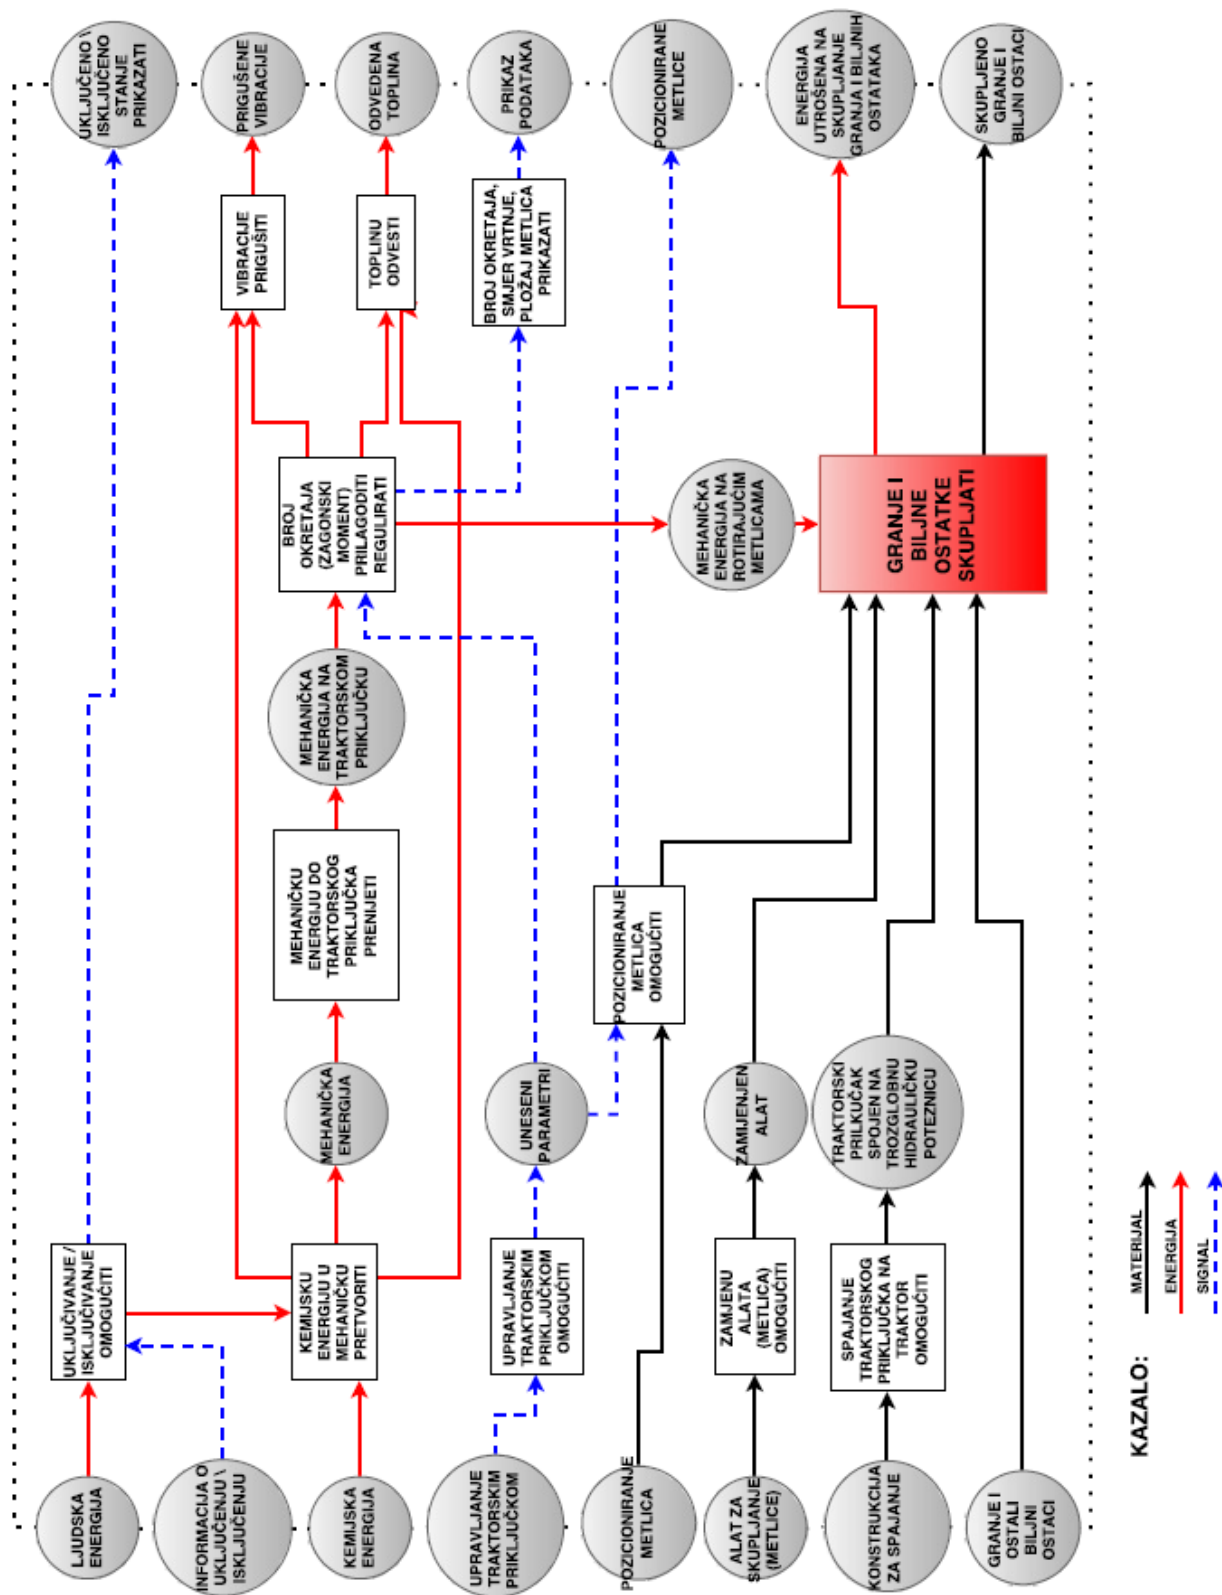 LJUDSKA
ENERGIJA
INFORMACIJA O
UKLJUČENJU \
ISKLJUČENJU
KEMIJSKA
ENERGIJA
UPRAVLJANJE
TRAKTORSKIM
PRIKLJUČKOM
POZICIONIRANJE
METLICA
ALAT ZA
SKUPLJANJE
(METLICE)
KONSTRUKCIJA
ZA SPAJANJE
GRANJE I
OSTALI
BILJNI
OSTACI
UKLJUČIVANJE /
ISKLJUČIVANJE
OMOGUĆITI
KEMIJSKU
ENERGIJU U
MEHANIČKU
PRETVORITI
UPRAVLJANJE
TRAKTORSKIM
PRIKLJUČKOM
OMOGUĆITI
ZAMJENU
ALATA
(METLICA)
OMOGUĆITI
SPAJANJE
TRAKTORSKOG
PRIKLJUČKA NA
TRAKTOR
OMOGUĆITI
MEHANIČKA
ENERGIJA
UNESENI
PARAMETRI
ZAMIJENJEN
ALAT
TRAKTORSKI
PRILKUČAK
SPOJEN NA
TROZGLOBNU
HIDRAULIČKU
POTEZNICU
MEHANIČKU
ENERGIJU DO
TRAKTORSKOG
PRIKLJUČKA
PRENIJETI
POZICIONIRANJE
METLICA
OMOGUĆITI
MEHANIČKA
ENERGIJA NA
TRAKTORSKOM
PRIKLJUČKU
BROJ
OKRETAJA
(ZAGONSKI
MOMENT)
PRILAGODITI
REGULIRATI
MEHANIČKA
ENERGIJA NA
ROTIRAJUĆIM
METLICAMA
GRANJE I
BILJNE
OSTATKE
SKUPLJATI
VIBRACIJE
PRIGUŠITI
TOPLINU
ODVESTI
BROJ OKRETAJA,
SMJER VRTNJE,
PLOŽAJ METLICA
PRIKAZATI
UKLJUČENO \
ISKLJUČENO
STANJE
PRIKAZATI
PRIGUŠENE
VIBRACIJE
ODVEDENA
TOPLINA
PRIKAZ
PODATAKA
POZICIONIRANE
METLICE
ENERGIJA
UTROŠENA NA
SKUPLJANJE
GRANJA I BILJNIH
OSTATAKA
SKUPLJENO
GRANJE I
BILJNI OSTACI
KAZALO:
MATERIJAL
ENERGIJA
SIGNAL